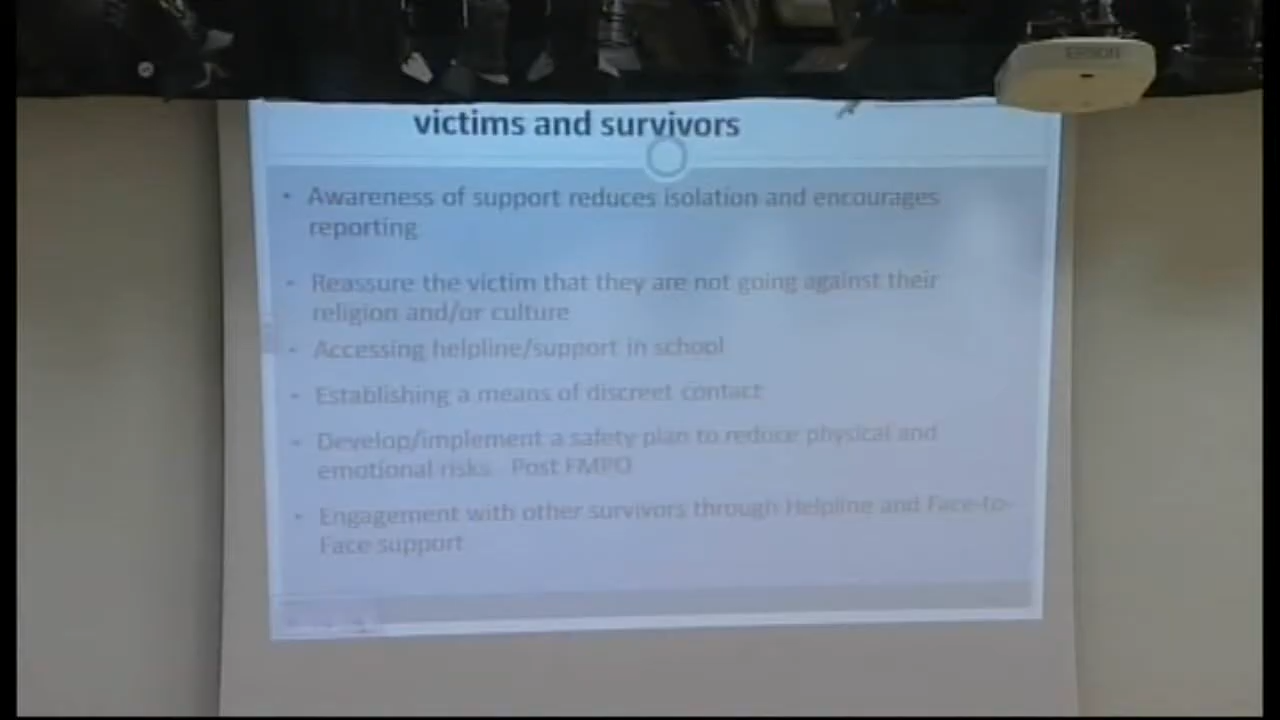 victims and survivors
• Awareness of support reduces isolation and encourages
reporting
• Reassure the victim that they are not going against their
religion and/or culture
• Accessing helpline/support in school
• Establishing a means of discreet contact
• Develop/implement a safety plan to reduce physical and
emotional risks Post FMPO
• Engagement with other survivors through Helpline and Face-to-
Face support